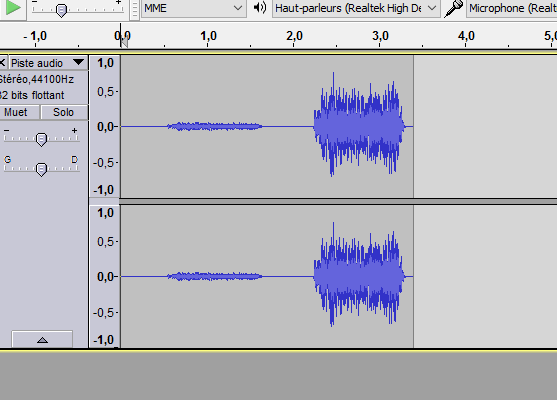 MME Haut-parleurs (Realtek High De Microphone (Realt
-1,0 0,0 1,0 2,0 3,0 4,0 5,0
Piste audio
Stéréo,44100Hz
32 bits flottant
Muet Solo
- +
G D
1,0
0,5
0,0
-0,5
-1,0
1,0
0,5
0,0
-0,5
-1,0